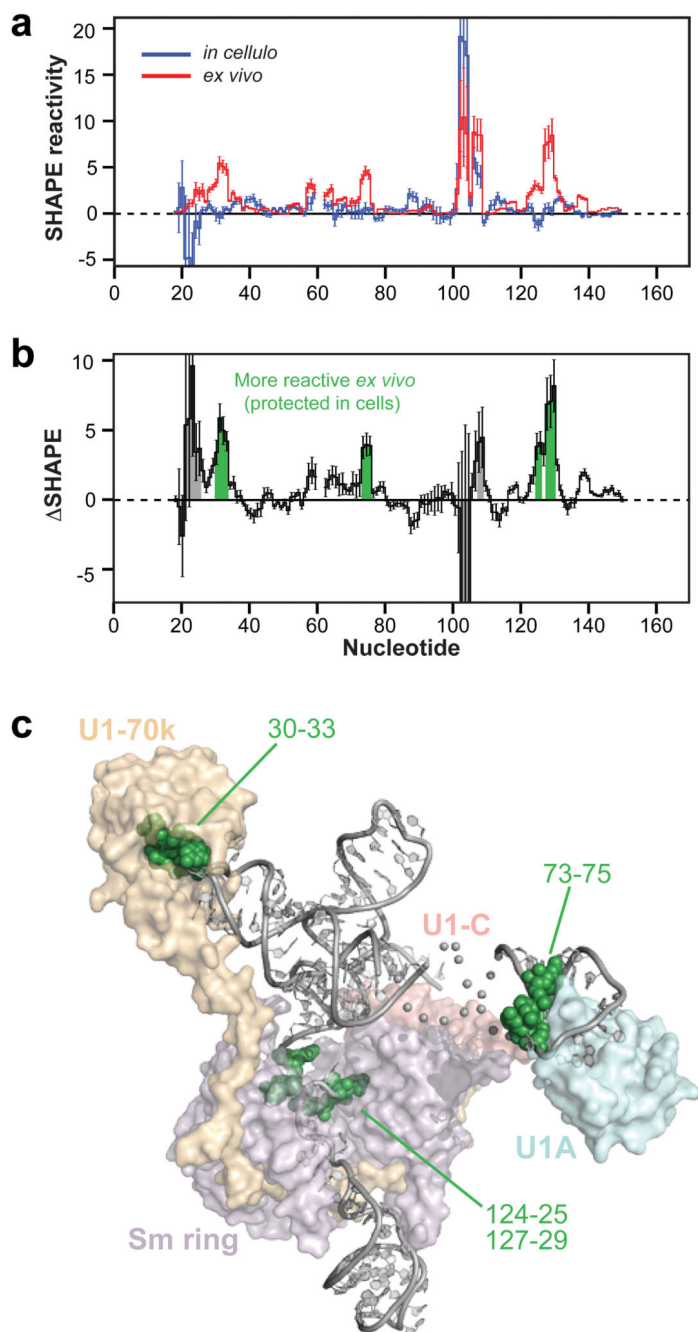 a
SHAPE reactivity
20
15
10
5
0
-5
in cellulo
ex vivo
0 20 40 60 80 100 120 140 160
b
ΔSHAPE
10
5
0
-5
More reactive ex vivo
(protected in cells)
0 20 40 60 80 100 120 140 160
Nucleotide
c
U1-70k
30-33
73-75
U1-C
U1A
124-25
127-29
Sm ring